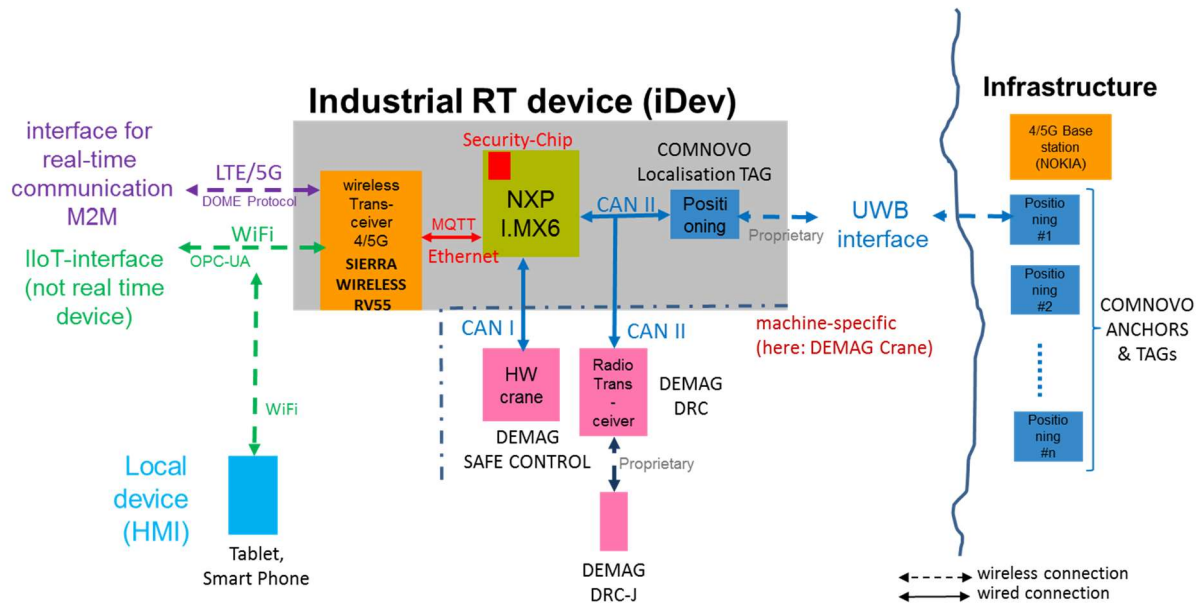 Industrial RT device (iDev)
Infrastructure
interface for
real-time
communication
M2M
LTE/5G
DOME Protocol
WiFi
OPC-UA
IIoT-interface
(not real time
device)
wireless
Trans-
ceiver
4/5G
SIERRA
WIRELESS
RV55
MQTT
Ethernet
Security-Chip
NXP
I.MX6
CAN II
COMNOVO
Localisation TAG
Positi
oning
Proprietary
UWB
interface
4/5G Base
station
(NOKIA)
Positio
ning
#1
Positio
ning
#2
Positio
ning
#n
COMNOVO
ANCHORS
& TAGs
CAN I
CAN II
machine-specific
(here: DEMAG Crane)
HW
crane
DEMAG
SAFE CONTROL
Radio
Trans
-
ceiver
DEMAG
DRC
Proprietary
DEMAG
DRC-J
WiFi
Local
device
(HMI)
Tablet,
Smart Phone
wireless connection
wired connection